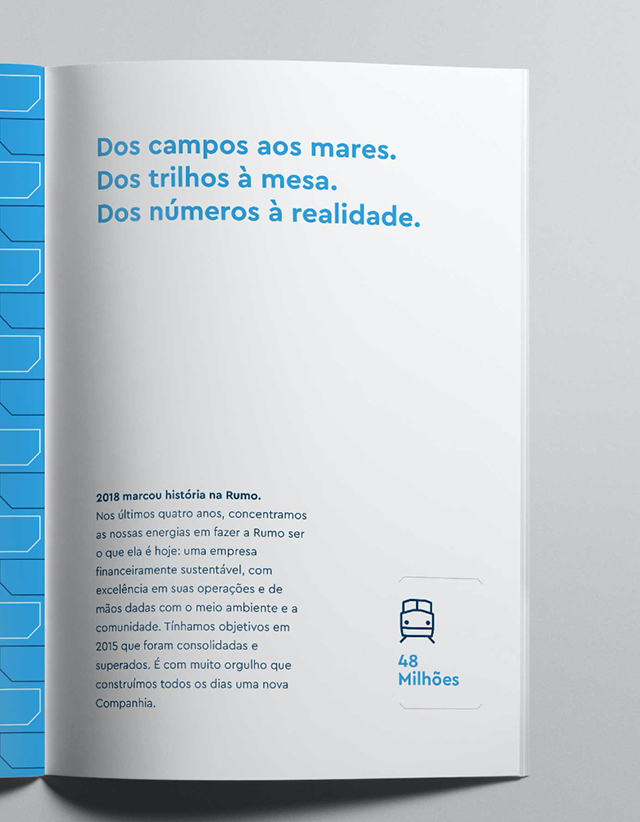 Dos campos aos mares.
Dos trilhos à mesa.
Dos números à realidade.
2018 marcou história na Rumo.
Nos últimos quatro anos, concentramos
as nossas energias em fazer a Rumo ser
o que ela é hoje: uma empresa
financeiramente sustentável, com
excelência em suas operações e de
mãos dadas com o meio ambiente e a
comunidade. Tínhamos objetivos em
2015 que foram consolidadas e
superados. É com muito orgulho que
construímos todos os dias uma nova
Companhia.
48
Milhões